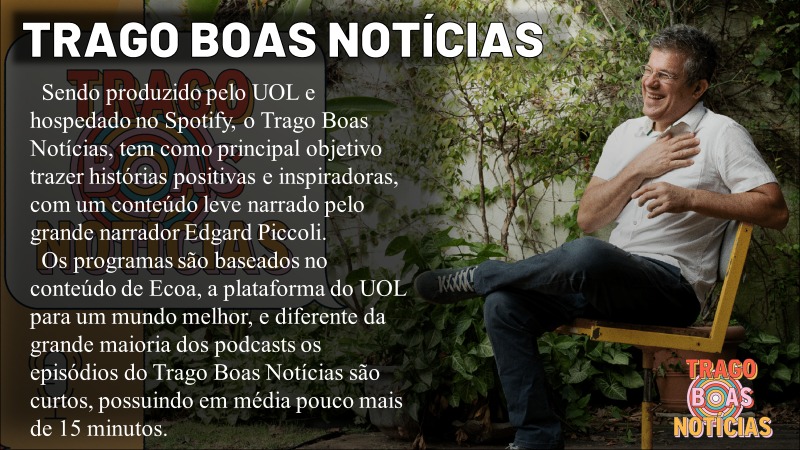 TRAGO BOAS NOTÍCIAS
Sendo produzido pelo UOL e
hospedado no Spotify, o Trago Boas
Notícias, tem como principal objetivo
trazer histórias positivas e inspiradoras,
com um conteúdo leve narrado pelo
grande narrador Edgard Piccoli.
Os programas são baseados no
conteúdo de Ecoa, a plataforma do UOL
para um mundo melhor, e diferente da
grande maioria dos podcasts os
episódios do Trago Boas Notícias são
curtos, possuindo em média pouco mais
de 15 minutos.
TRAGO
BOAS
NOTÍCIAS
TRAGO
BOAS
NOTÍCIAS